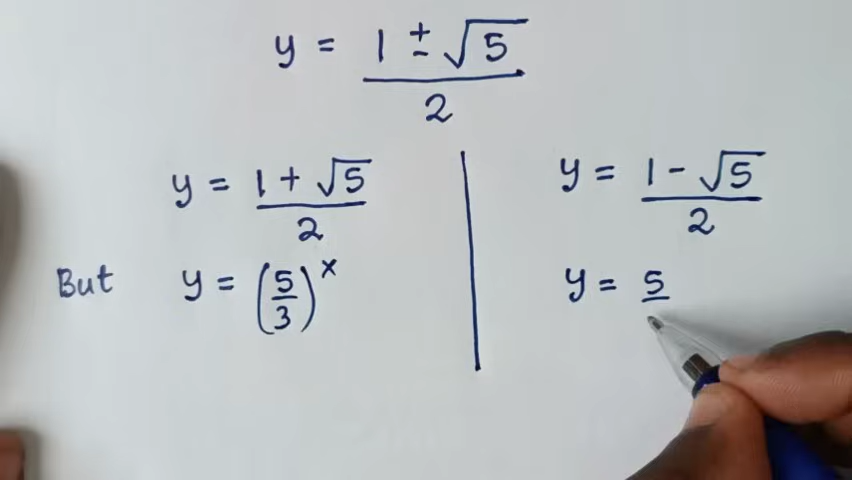 y = 1 ± √5 / 2
y = 1 + √5 / 2
But y = (5/3)^x
y = 1 - √5 / 2
y = 5